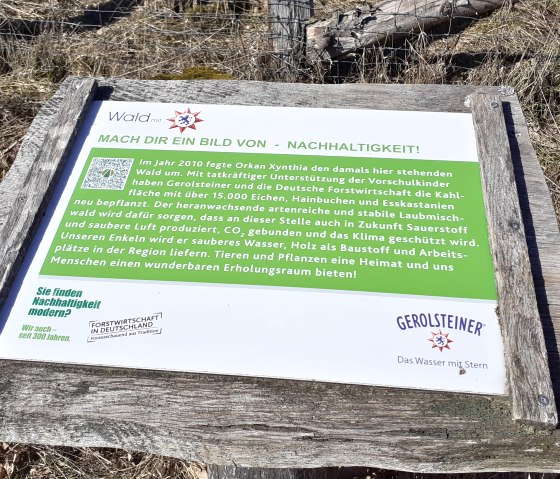 Wald mit
MACH DIR EIN BILD VON - NACHHALTIGKEIT!
Im Jahr 2010 fegte Orkan Xynthia den damals hier stehenden
Wald um. Mit tatkräftiger Unterstützung der Vorschulkinder
haben Gerolsteiner und die Deutsche Forstwirtschaft die Kahl-
fläche mit über 15.000 Eichen, Hainbuchen und Esskastanien
neu bepflanzt. Der heranwachsende artenreiche und stabile Laubmisch-
wald wird dafür sorgen, dass an dieser Stelle auch in Zukunft Sauerstoff
und saubere Luft produziert, CO₂ gebunden und das Klima geschützt wird.
Unseren Enkeln wird er sauberes Wasser, Holz als Baustoff und Arbeits-
plätze in der Region liefern. Tieren und Pflanzen eine Heimat und uns
Menschen einen wunderbaren Erholungsraum bieten!
Sie finden
Nachhaltigkeit
modern?
Wir auch –
seit 300 Jahren.
FORSTWIRTSCHAFT
IN DEUTSCHLAND
Vorausschauend aus Tradition
GEROLSTEINER
Das Wasser mit Stern